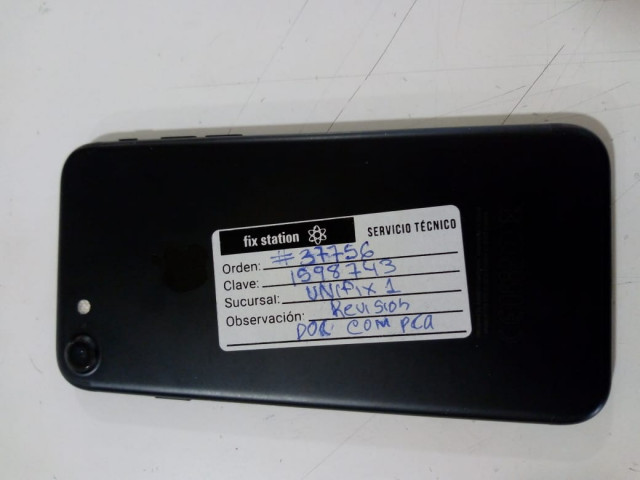 fix station SERVICIO TÉCNICO
Orden: #37756
Clave: 1598743
Sucursal: UNIFIX 1
Observación: Revision
POR COMPRA